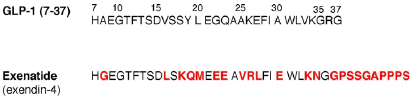 GLP-1 (7-37)
7 10 15 20 25 30 35 37
HAEGTFTSDVSSY L EGQAAKEFI A WLVKGRG
Exenatide HGEGTFTSDLSKQMEEE AVRLFI E WLKNGGPSSGAPPPS
(exendin-4)